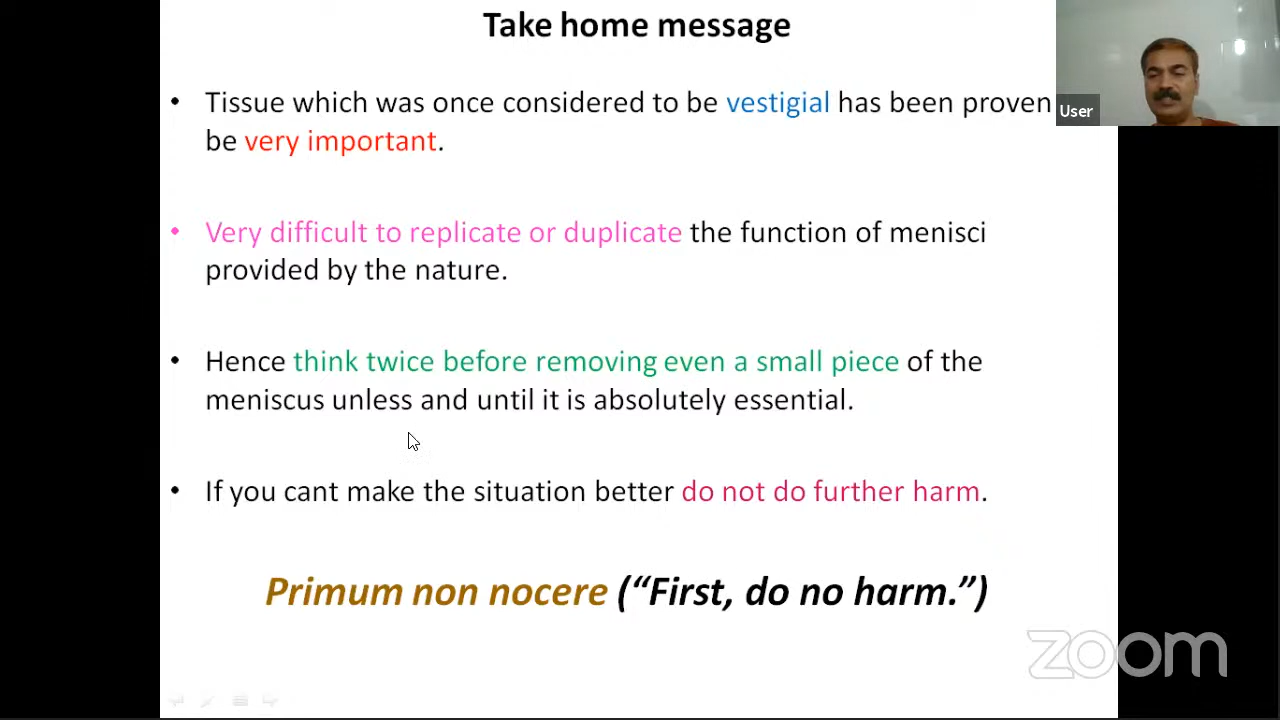 Take home message
• Tissue which was once considered to be vestigial has been proven
be very important.
• Very difficult to replicate or duplicate the function of menisci
provided by the nature.
• Hence think twice before removing even a small piece of the
meniscus unless and until it is absolutely essential.
• If you cant make the situation better do not do further harm.
Primum non nocere (“First, do no harm.”)
User
zoom